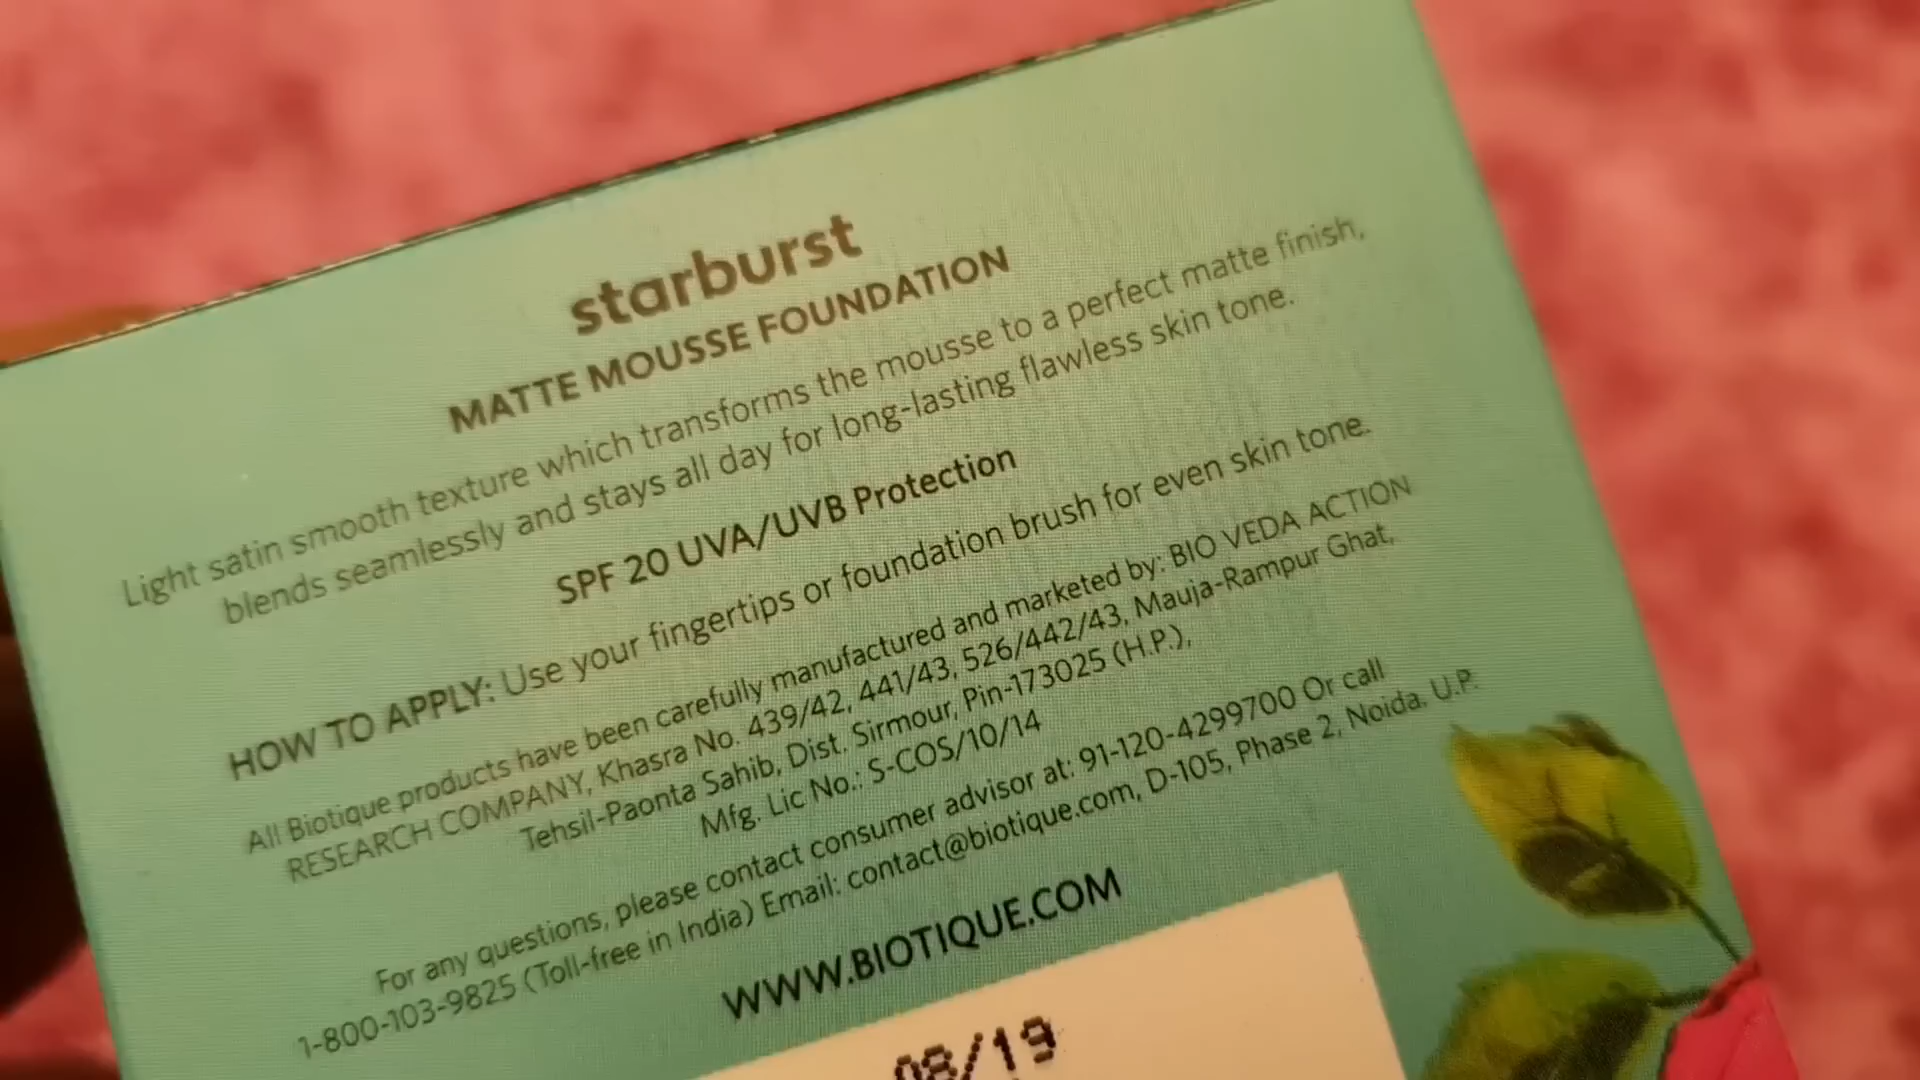 starburst
MATTE MOUSSE FOUNDATION
Light satin smooth texture which transforms the mousse to a perfect matte finish,
blends seamlessly and stays all day for long-lasting flawless skin tone.
SPF 20 UVA/UVB Protection
HOW TO APPLY: Use your fingertips or foundation brush for even skin tone.
All Biotique products have been carefully manufactured and marketed by: BIO VEDA ACTION
RESEARCH COMPANY, Khasra No. 439/42, 441/43, 526/442/43, Mauja-Rampur Ghat,
Tehsil-Paonta Sahib, Dist. Sirmour, Pin-173025 (H.P.),
Mfg. Lic No.: S-COS/10/14
For any questions, please contact consumer advisor at: 91-120-4299700 Or call
1-800-103-9825 (Toll-free in India) Email: contact@biotique.com, D-105, Phase 2, Noida, U.P.
WWW.BIOTIQUE.COM
08/19